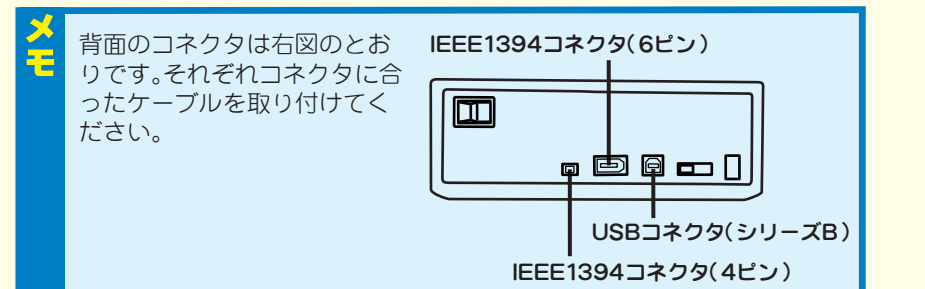 メモ
背面のコネクタは右図のとお
りです。それぞれコネクタに合
ったケーブルを取り付けてく
ださい。
IEEE1394コネクタ(6ピン)
USBコネクタ(シリーズB)
IEEE1394コネクタ(4ピン)